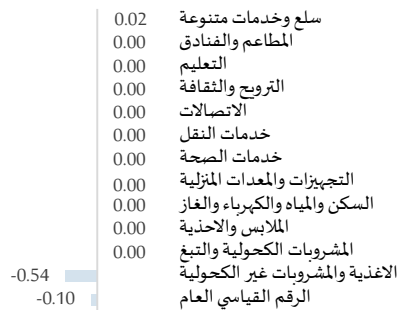 سلع وخدمات متنوعة 0.02
المطاعم والفنادق 0.00
التعليم 0.00
الترويح والثقافة 0.00
الاتصالات 0.00
خدمات النقل 0.00
خدمات الصحة 0.00
التجهيزات والمعدات المنزلية 0.00
السكن والمياه والكهرباء والغاز 0.00
الملابس والاحذية 0.00
المشروبات الكحولية والتبغ 0.00
الاغذية والمشروبات غير الكحولية -0.54
الرقم القياسي العام -0.10